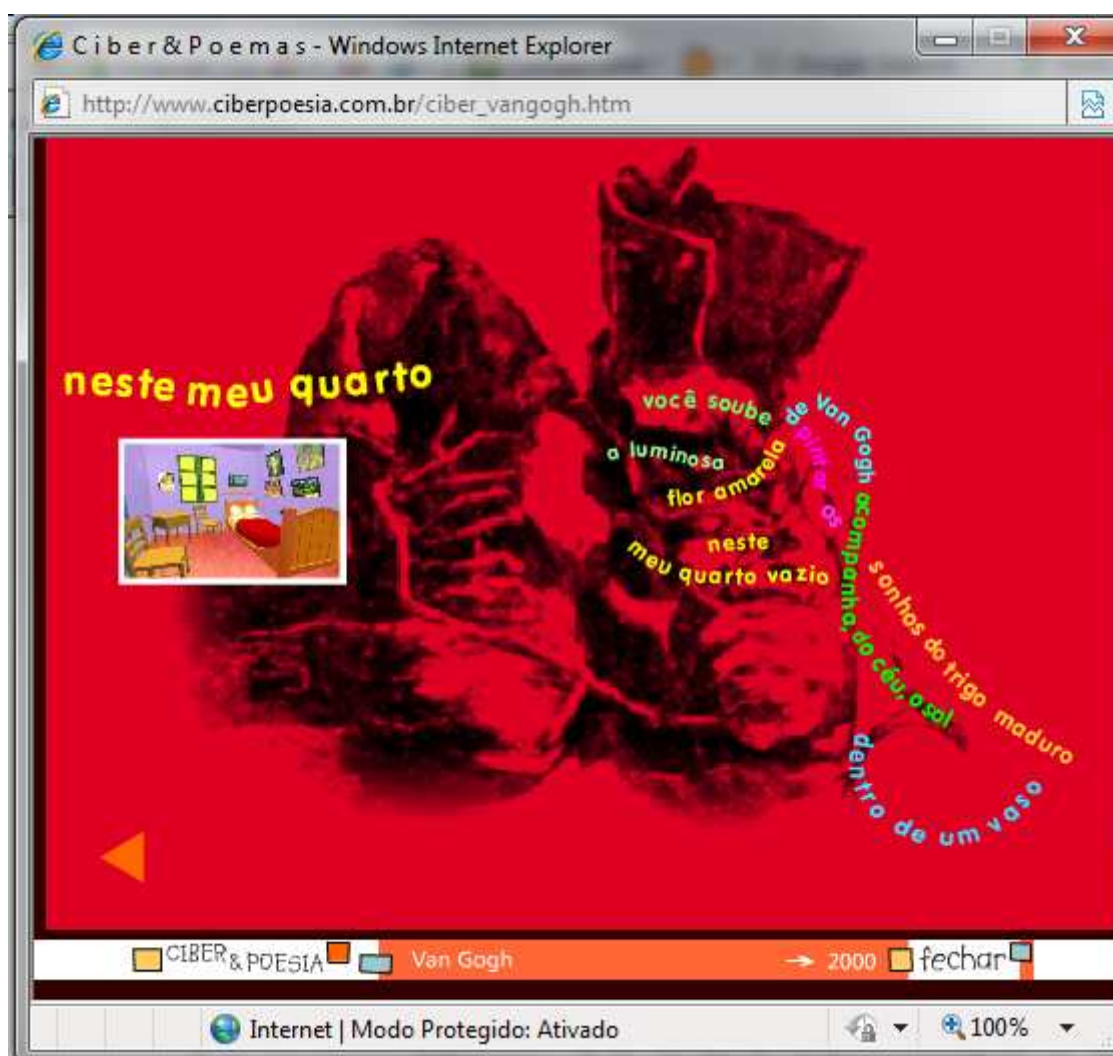 Ciber&Poemas - Windows Internet Explorer
http://www.ciberpoesia.com.br/ciber_vangogh.htm
neste meu quarto
você soube
a luminosa
flor amarela
de Van Gogh
pintar os
acompanha, do céu, o sol
neste
meu quarto vazio
sonhos do trigo maduro
dentro de um vaso
CIBER & POESIA
Van Gogh
→ 2000
fechar
Internet | Modo Protegido: Ativado
100%